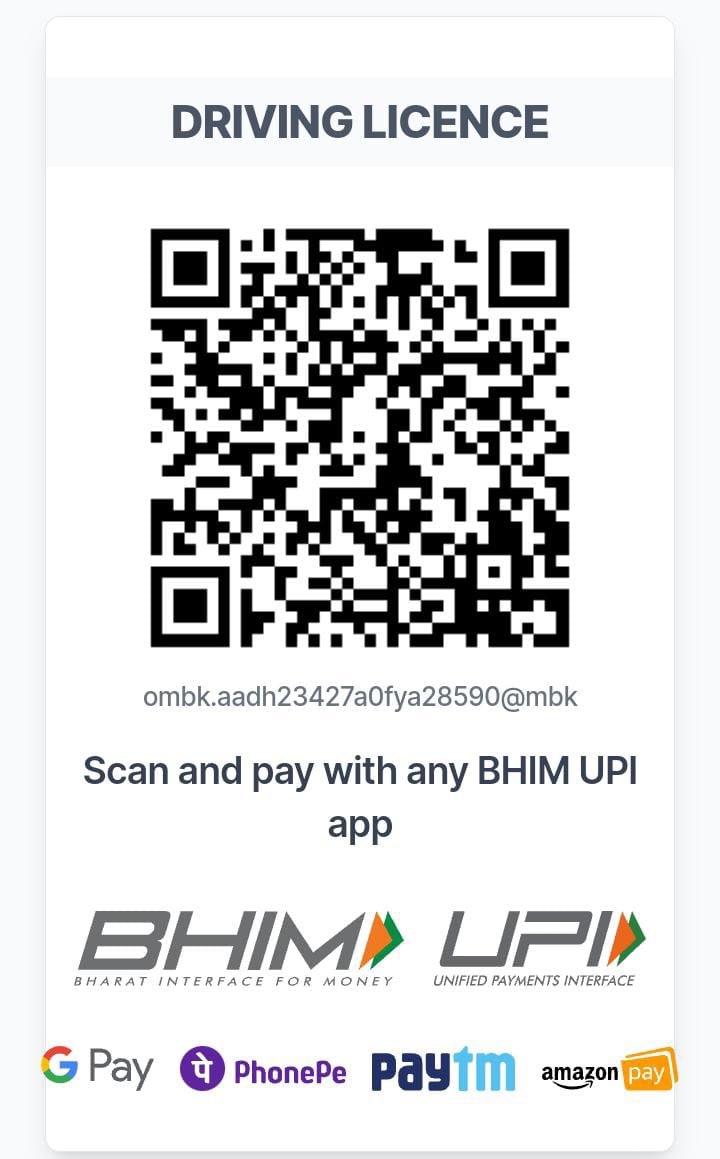 DRIVING LICENCE
ombk.aadh23427a0fya28590@mbk
Scan and pay with any BHIM UPI
app
BHIM UPI
BHARAT INTERFACE FOR MONEY UNIFIED PAYMENTS INTERFACE
G Pay पे PhonePe paytm amazon pay